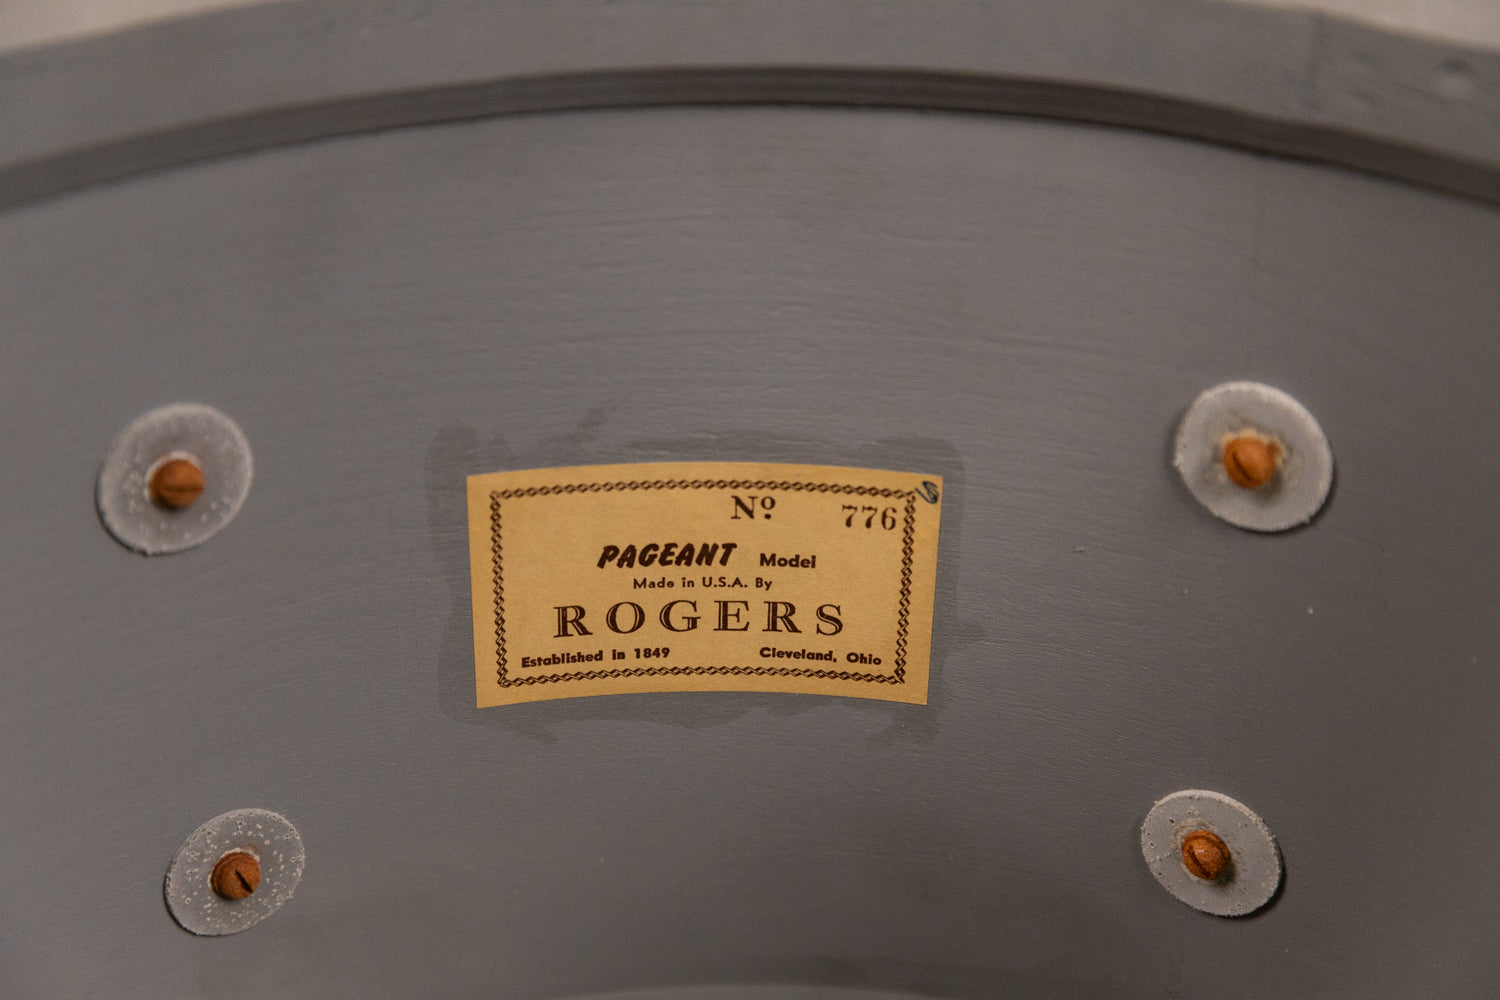 Nº 776
PAGEANT Model
Made in U.S.A. By
ROGERS
Established in 1849 Cleveland, Ohio